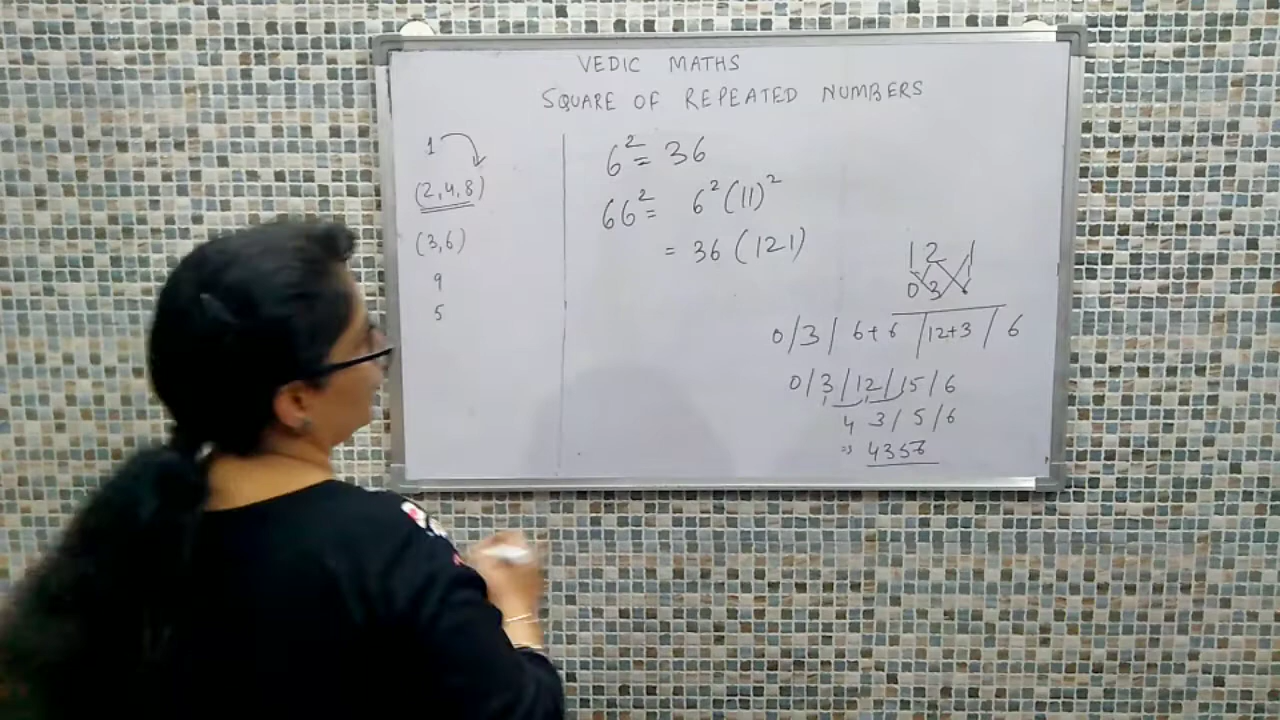 VEDIC MATHS
SQUARE OF REPEATED NUMBERS
1
(2,4,8)
(3,6)
9
5
6² = 36
66² = 6²(11)²
= 36 (121)
1 2 1
0 3 6
0/3/ 6+6 /12+3/ 6
0/3/12/15/6
4 3/5/6
⇒ 4356